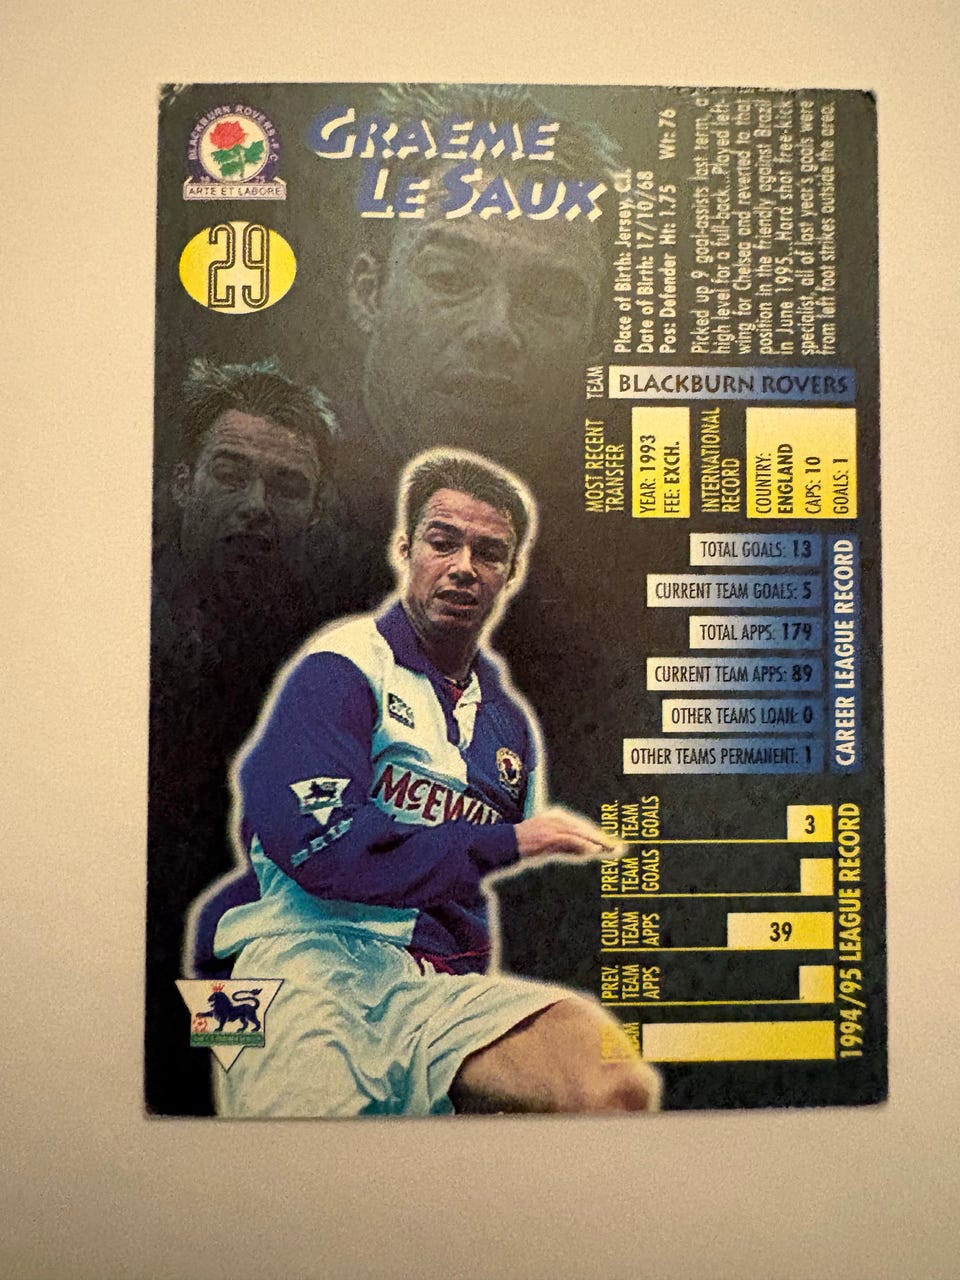 BLACKBURN ROVERS F.C.
ARTE ET LABORE
GRAEME
LE SAUX
29
Place of Birth: Jersey, C.I.
Date of Birth: 17/10/68
Pos: Defender Ht: 1.75 Wt: 76
Picked up 9 goal-assists last term, a
high level for a full-back...Played left-
wing for Chelsea and reverted to that
position in the friendly against Brazil
in June 1995...Hard shot free-kick
specialist, all of last year's goals were
from left foot strikes outside the area.
TEAM
BLACKBURN ROVERS
MOST RECENT
TRANSFER
YEAR: 1993
FEE: EXCH.
INTERNATIONAL
RECORD
COUNTRY:
ENGLAND
CAPS: 10
GOALS: 1
TOTAL GOALS: 13
CURRENT TEAM GOALS: 5
TOTAL APPS: 179
CURRENT TEAM APPS: 89
OTHER TEAMS LOAN: 0
OTHER TEAMS PERMANENT: 1
CAREER LEAGUE RECORD
CURR.
TEAM
GOALS
3
PREV.
TEAM
GOALS
CURR.
TEAM
APPS
39
PREV.
TEAM
APPS
1994/95 LEAGUE RECORD
McEWAN